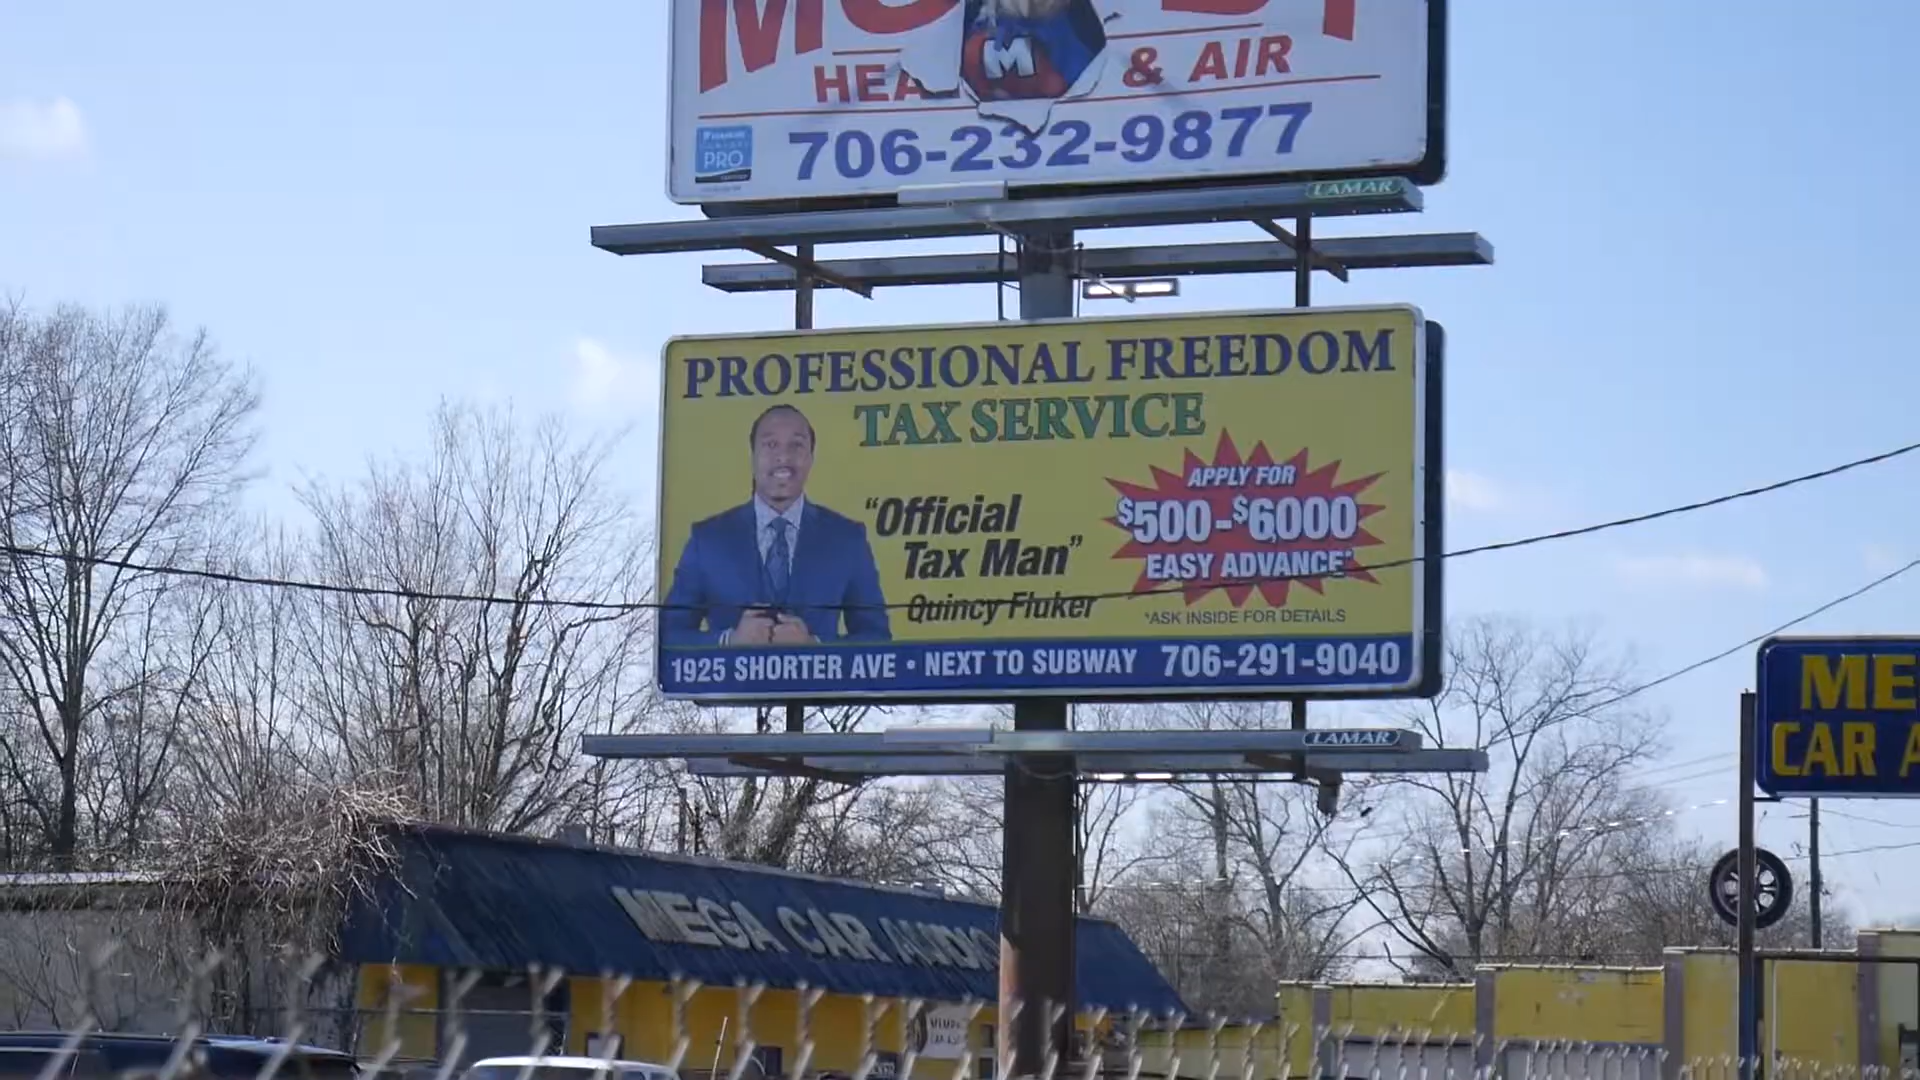 M
& AIR
PRO
706-232-9877
LAMAR
PROFESSIONAL FREEDOM
TAX SERVICE
"Official
Tax Man"
Quincy Fluker
APPLY FOR
$500-$6000
EASY ADVANCE*
*ASK INSIDE FOR DETAILS
1925 SHORTER AVE • NEXT TO SUBWAY 706-291-9040
LAMAR
ME
CAR A
MEGA CAR AUDIO